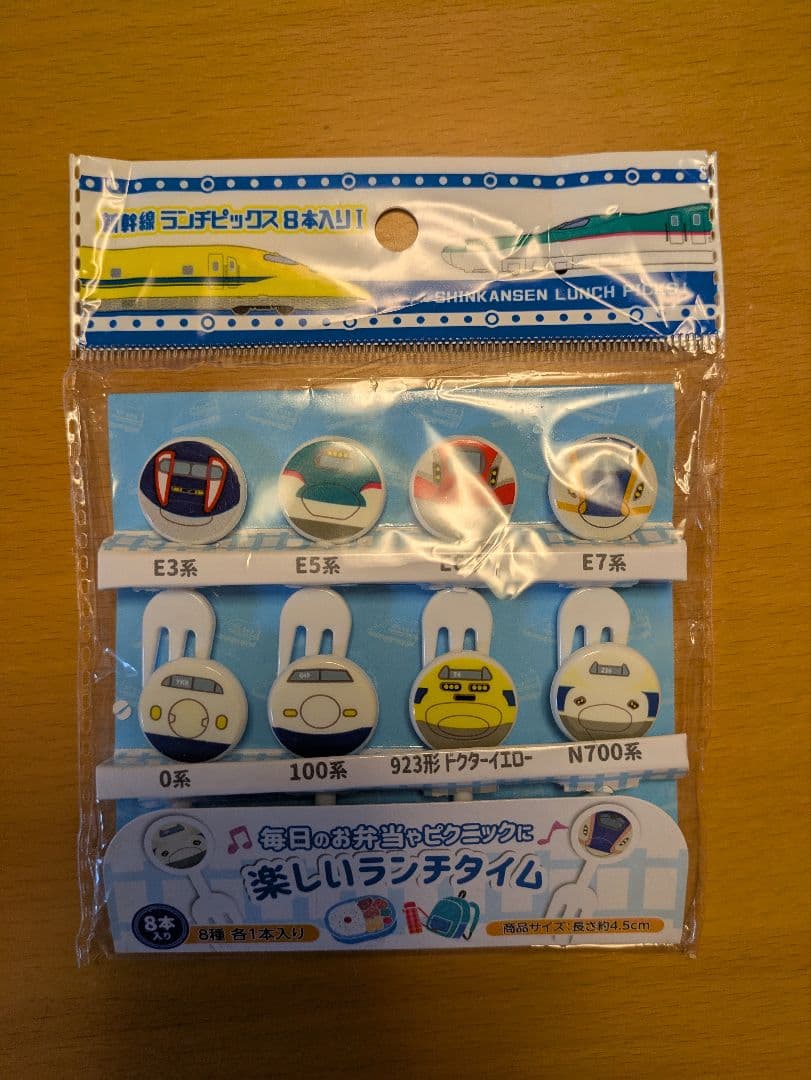 新幹線 ランチピックス8本入り I
SHINKANSEN LUNCH PICKS I
E3系
E5系
E7系
0系
100系
923形 ドクターイエロー
N700系
毎日のお弁当やピクニックに
楽しいランチタイム
8本
入り
8種 各1本入り
商品サイズ：長さ約4.5cm